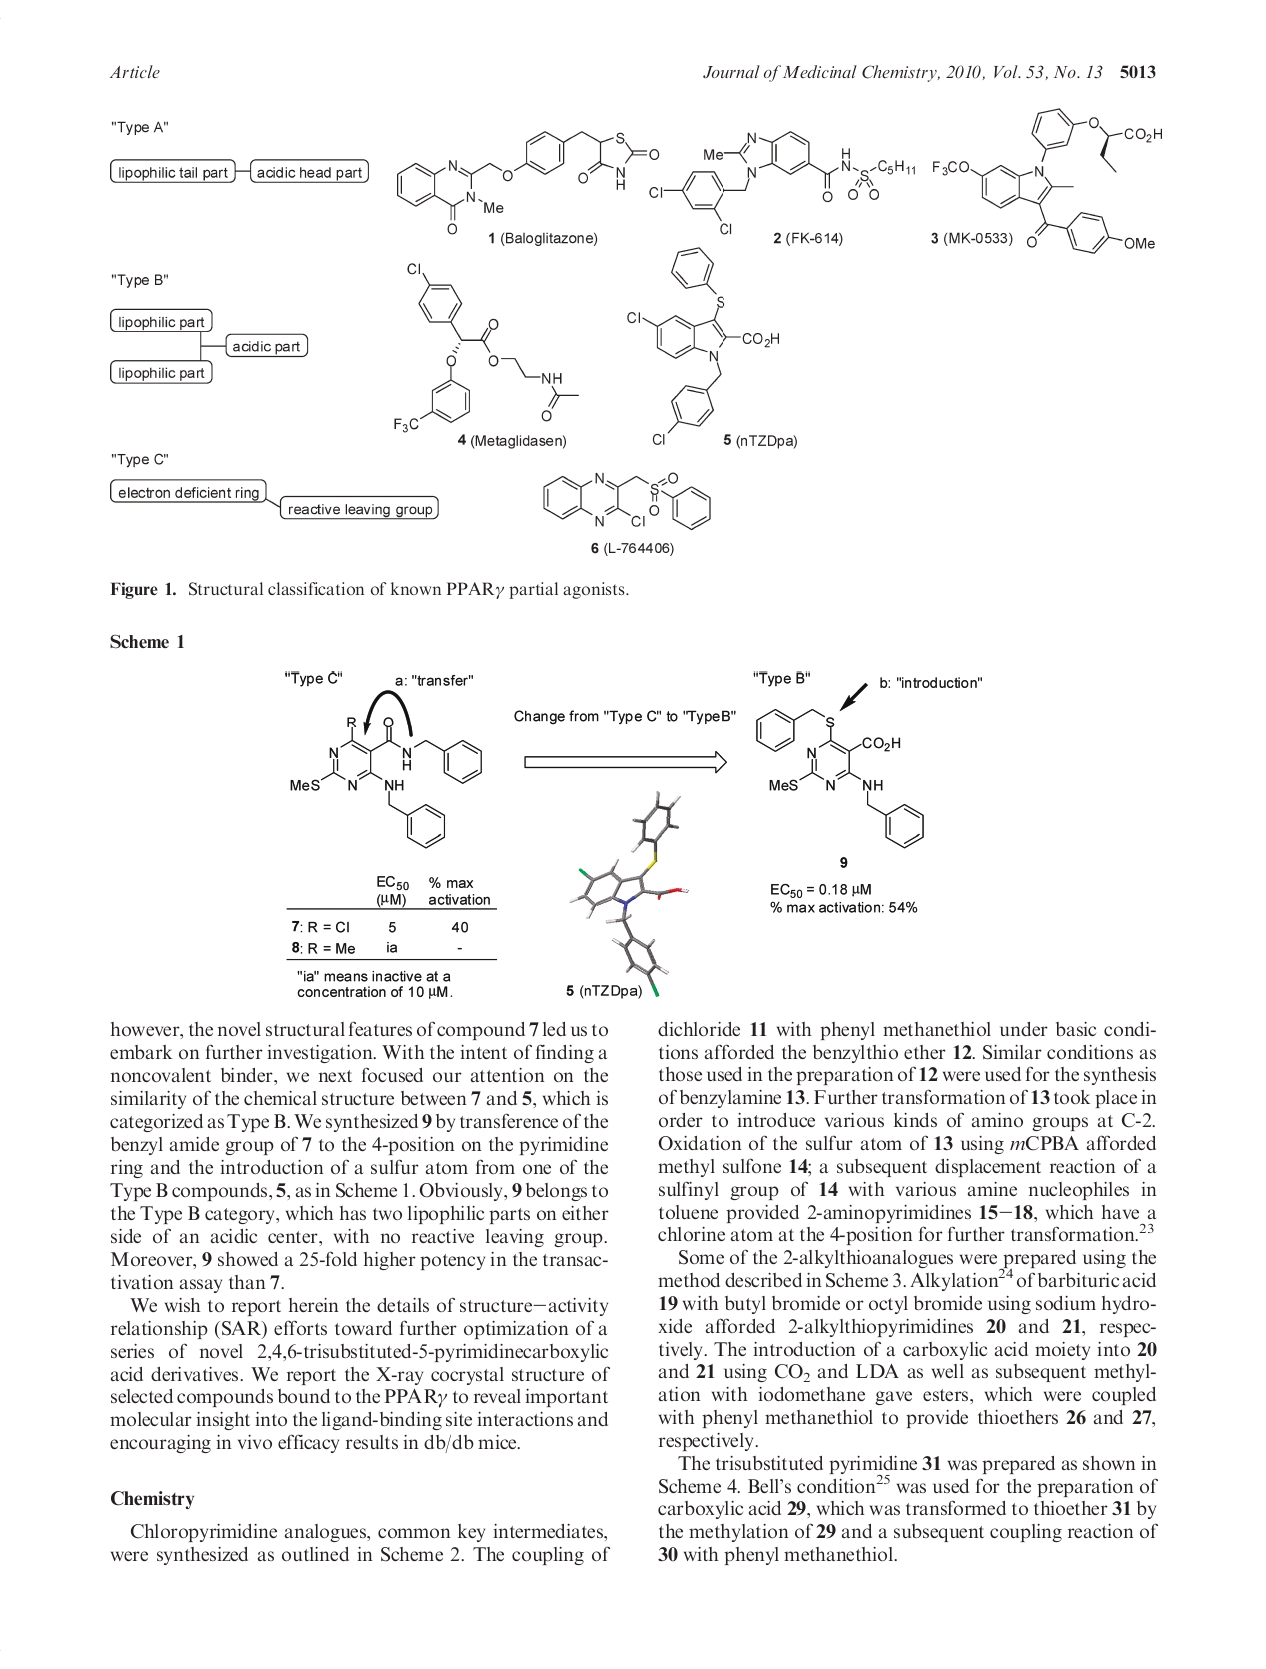 Article
Journal of Medicinal Chemistry, 2010, Vol. 53, No. 13 5013
"Type A"
lipophilic tail part
acidic head part
N
N
Me
O
O
S
O
O
N
H
1 (Baloglitazone)
Me
N
N
Cl
Cl
O
H
N
S
O O
C5H11
2 (FK-614)
F3CO
N
O
CO2H
O
OMe
3 (MK-0533)
"Type B"
lipophilic part
acidic part
lipophilic part
Cl
O
O
O
NH
O
F3C
4 (Metaglidasen)
S
Cl
CO2H
N
Cl
5 (nTZDpa)
"Type C"
electron deficient ring
reactive leaving group
N
N
Cl
S
O
O
6 (L-764406)
Figure 1. Structural classification of known PPARγ partial agonists.
Scheme 1
"Type C"
a: "transfer"
R
O
N
N
H
MeS
N
NH
EC50 (μM)
% max activation
7: R = Cl 5 40
8: R = Me ia -
"ia" means inactive at a
concentration of 10 μM.
Change from "Type C" to "TypeB"
5 (nTZDpa)
"Type B"
b: "introduction"
S
N
CO2H
MeS
N
NH
9
EC50 = 0.18 μM
% max activation: 54%
however, the novel structural features of compound 7 led us to
embark on further investigation. With the intent of finding a
noncovalent binder, we next focused our attention on the
similarity of the chemical structure between 7 and 5, which is
categorized as Type B. We synthesized 9 by transference of the
benzyl amide group of 7 to the 4-position on the pyrimidine
ring and the introduction of a sulfur atom from one of the
Type B compounds, 5, as in Scheme 1. Obviously, 9 belongs to
the Type B category, which has two lipophilic parts on either
side of an acidic center, with no reactive leaving group.
Moreover, 9 showed a 25-fold higher potency in the transac-
tivation assay than 7.
We wish to report herein the details of structure−activity
relationship (SAR) efforts toward further optimization of a
series of novel 2,4,6-trisubstituted-5-pyrimidinecarboxylic
acid derivatives. We report the X-ray cocrystal structure of
selected compounds bound to the PPARγ to reveal important
molecular insight into the ligand-binding site interactions and
encouraging in vivo efficacy results in db/db mice.
Chemistry
Chloropyrimidine analogues, common key intermediates,
were synthesized as outlined in Scheme 2. The coupling of
dichloride 11 with phenyl methanethiol under basic condi-
tions afforded the benzylthio ether 12. Similar conditions as
those used in the preparation of 12 were used for the synthesis
of benzylamine 13. Further transformation of 13 took place in
order to introduce various kinds of amino groups at C-2.
Oxidation of the sulfur atom of 13 using mCPBA afforded
methyl sulfone 14; a subsequent displacement reaction of a
sulfinyl group of 14 with various amine nucleophiles in
toluene provided 2-aminopyrimidines 15−18, which have a
chlorine atom at the 4-position for further transformation.23
Some of the 2-alkylthioanalogues were prepared using the
method described in Scheme 3. Alkylation24 of barbituric acid
19 with butyl bromide or octyl bromide using sodium hydro-
xide afforded 2-alkylthiopyrimidines 20 and 21, respec-
tively. The introduction of a carboxylic acid moiety into 20
and 21 using CO2 and LDA as well as subsequent methyl-
ation with iodomethane gave esters, which were coupled
with phenyl methanethiol to provide thioethers 26 and 27,
respectively.
The trisubstituted pyrimidine 31 was prepared as shown in
Scheme 4. Bell's condition25 was used for the preparation of
carboxylic acid 29, which was transformed to thioether 31 by
the methylation of 29 and a subsequent coupling reaction of
30 with phenyl methanethiol.